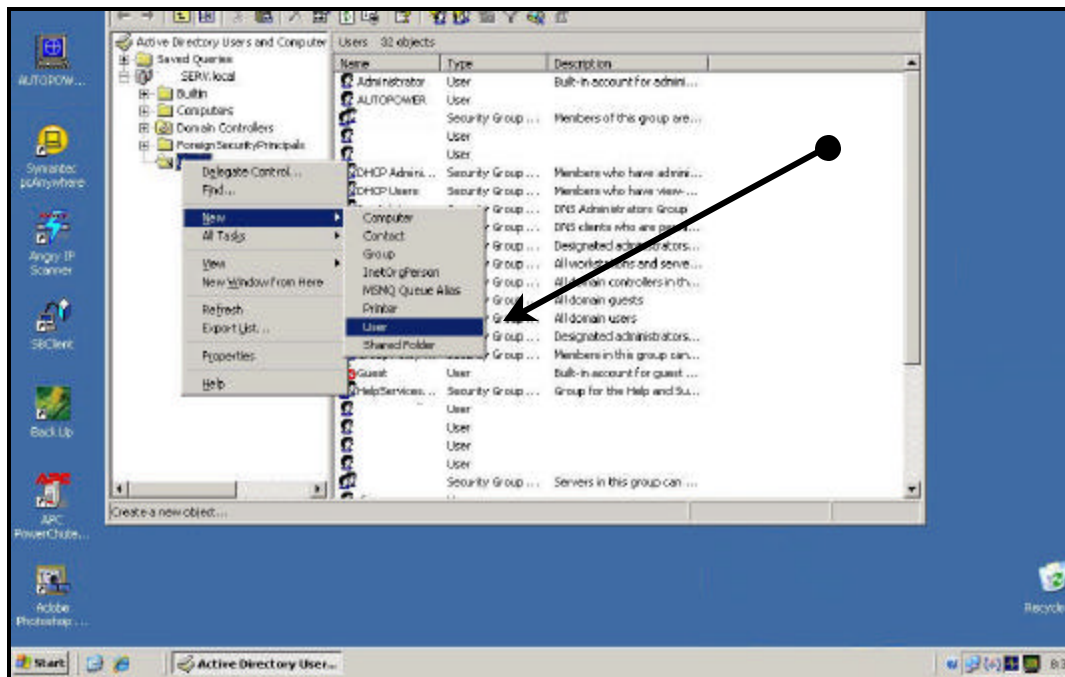 AUTOPOW...
Symantec
pcAnywhere
Angry IP
Scanner
SBClient
Back Up
APC
PowerChute...
Adobe
Photoshop ...
Recycle
Active Directory Users and Computer
Saved Queries
SERV.local
Builtin
Computers
Domain Controllers
ForeignSecurityPrincipals
Users 32 objects
Name Type Description
Administrator User Built-in account for admini...
AUTOPOWER User
Security Group ... Members of this group are...
User
User
DHCP Admini... Security Group ... Members who have admini...
DHCP Users Security Group ... Members who have view-...
Group ... DNS Administrators Group
Group ... DNS clients who are
Group ... Designated administrators...
Group ... All workstations and serve...
Group ... All domain controllers in th...
Group ... All domain guests
Group ... All domain users
Group ... Designated administrators...
Security Group ... Members in this group can...
Guest User Built-in account for guest ...
HelpServices... Security Group ... Group for the Help and Su...
User
User
User
User
Security Group ... Servers in this group can ...
Delegate Control...
Find...
New
All Tasks
View
New Window from Here
Refresh
Export List...
Properties
Help
Computer
Contact
Group
InetOrgPerson
MSMQ Queue Alias
Printer
User
Shared Folder
Create a new object...
Start
Active Directory User...
8:3